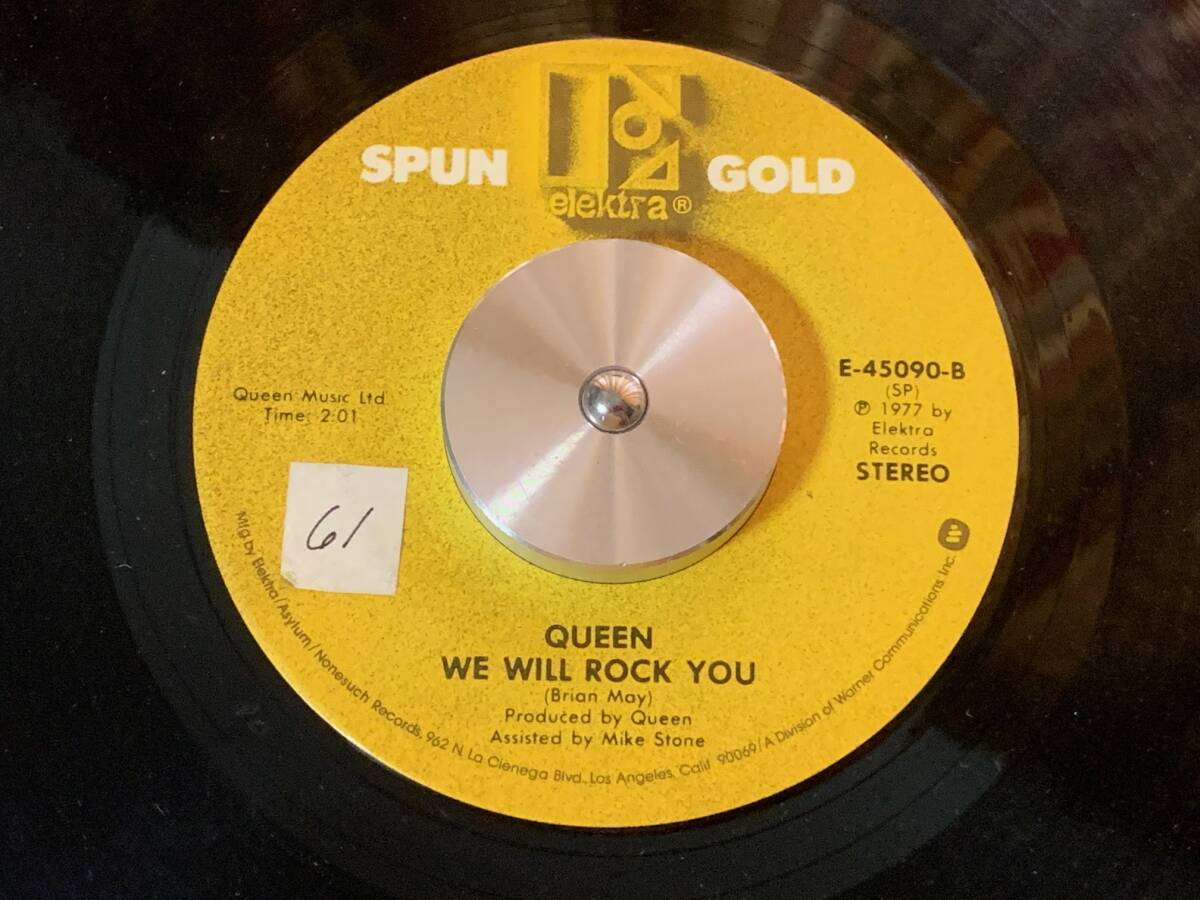 SPUN GOLD
elektra®
Queen Music Ltd
Time: 2:01
E-45090-B
(SP)
℗ 1977 by
Elektra
Records
STEREO
61
QUEEN
WE WILL ROCK YOU
(Brian May)
Produced by Queen
Assisted by Mike Stone
Mfg by Elektra/Asylum/Nonesuch Records, 962 N. La Cienega Blvd., Los Angeles, Calif 90069/A Division of Warner Communications Inc.